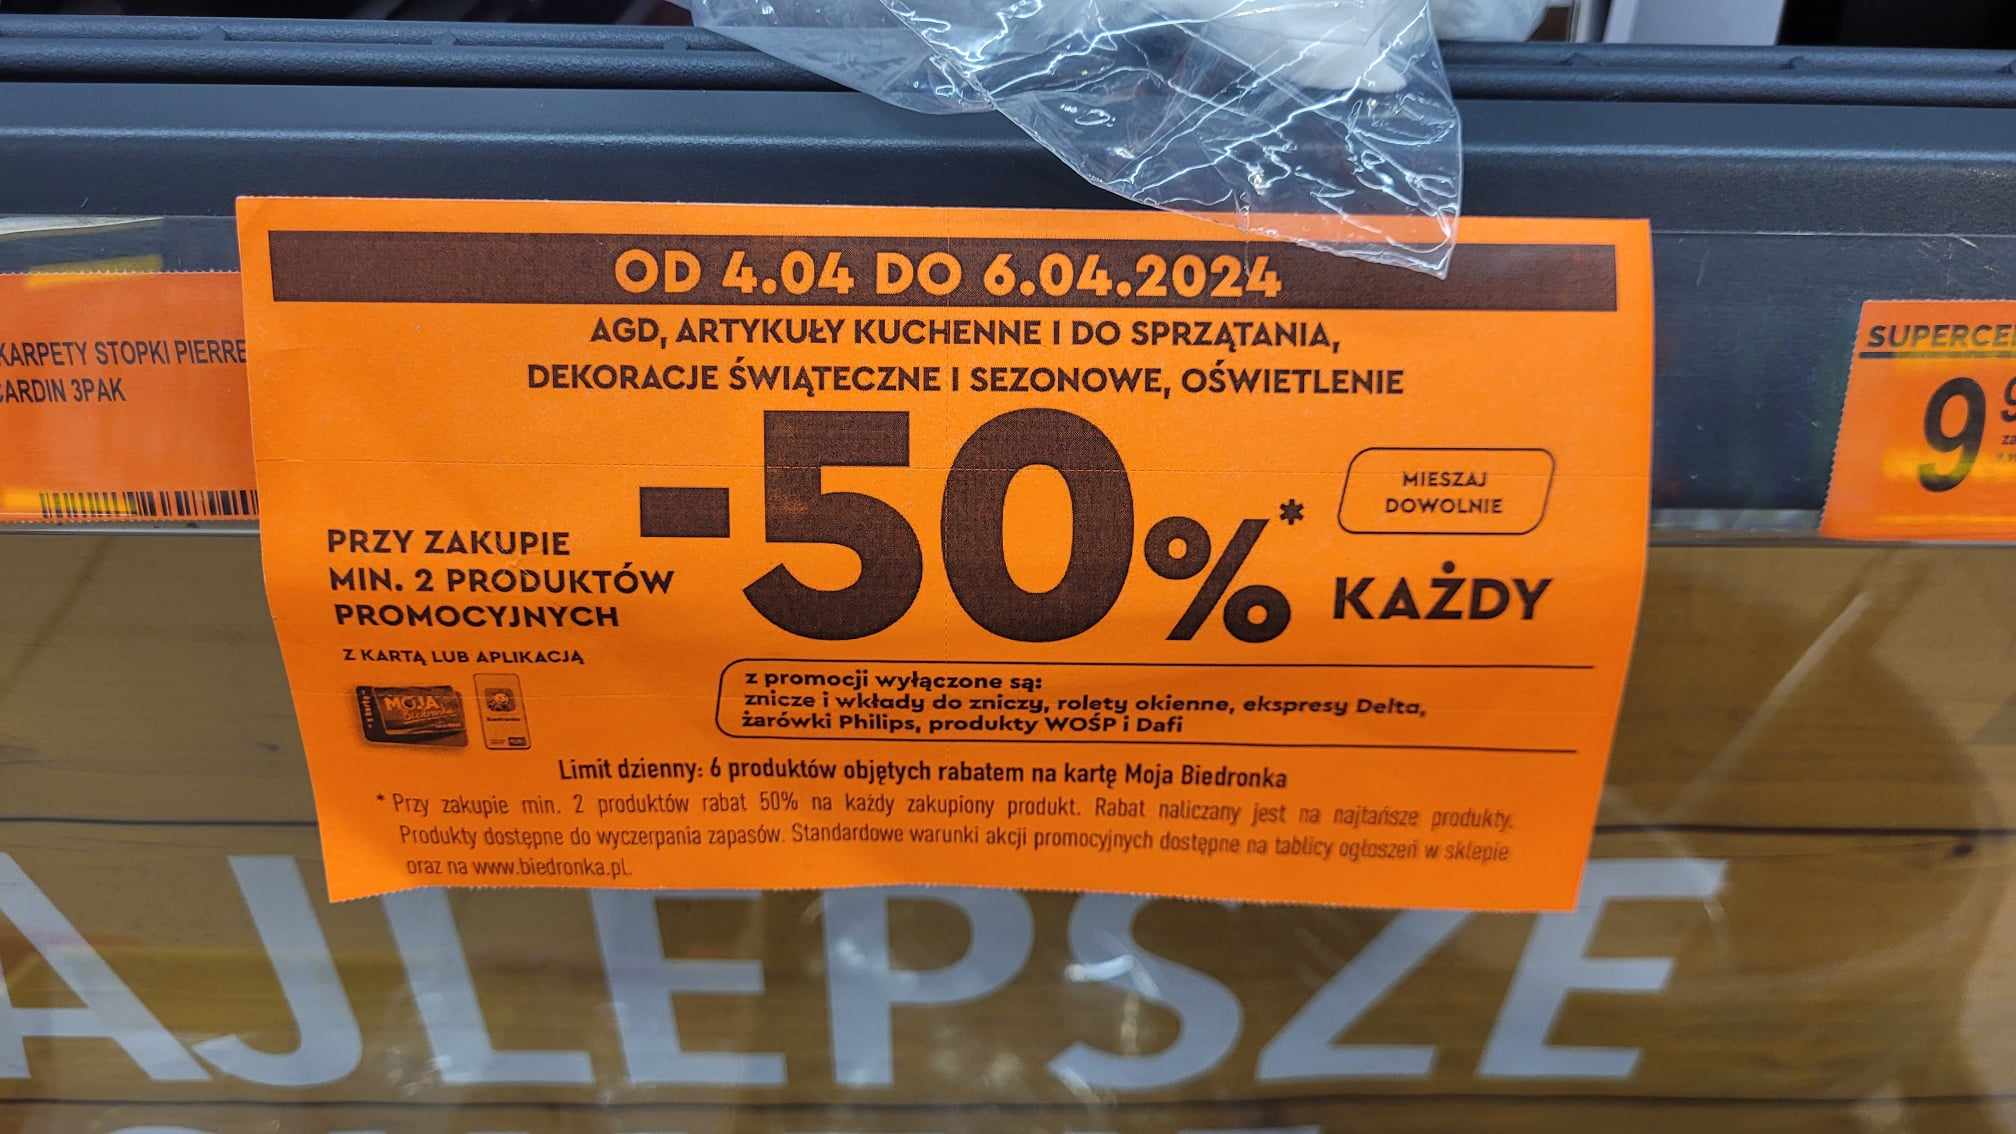 OD 4.04 DO 6.04.2024
AGD, ARTYKUŁY KUCHENNE I DO SPRZĄTANIA,
DEKORACJE ŚWIĄTECZNE I SEZONOWE, OŚWIETLENIE
-50%*
MIESZAJ
DOWOLNIE
KAŻDY
PRZY ZAKUPIE
MIN. 2 PRODUKTÓW
PROMOCYJNYCH
Z KARTĄ LUB APLIKACJĄ
MOJA
Biedronka
z promocji wyłączone są:
znicze i wkłady do zniczy, rolety okienne, ekspresy Delta,
żarówki Philips, produkty WOŚP i Dafi
Limit dzienny: 6 produktów objętych rabatem na kartę Moja Biedronka
* Przy zakupie min. 2 produktów rabat 50% na każdy zakupiony produkt. Rabat naliczany jest na najtańsze produkty.
Produkty dostępne do wyczerpania zapasów. Standardowe warunki akcji promocyjnych dostępne na tablicy ogłoszeń w sklepie
oraz na www.biedronka.pl.
KARPETY STOPKI PIERRE
CARDIN 3PAK
SUPERCE
9
AJLEPSZE